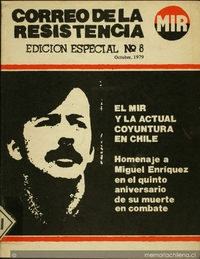 CORREO DE LA
RESISTENCIA
MIR
EDICION ESPECIAL Nº 8
Octubre, 1979
EL MIR
Y LA ACTUAL
COYUNTURA
EN CHILE
Homenaje a
Miguel Enríquez
en el quinto
aniversario
de su muerte
en combate
memoriachilena.cl